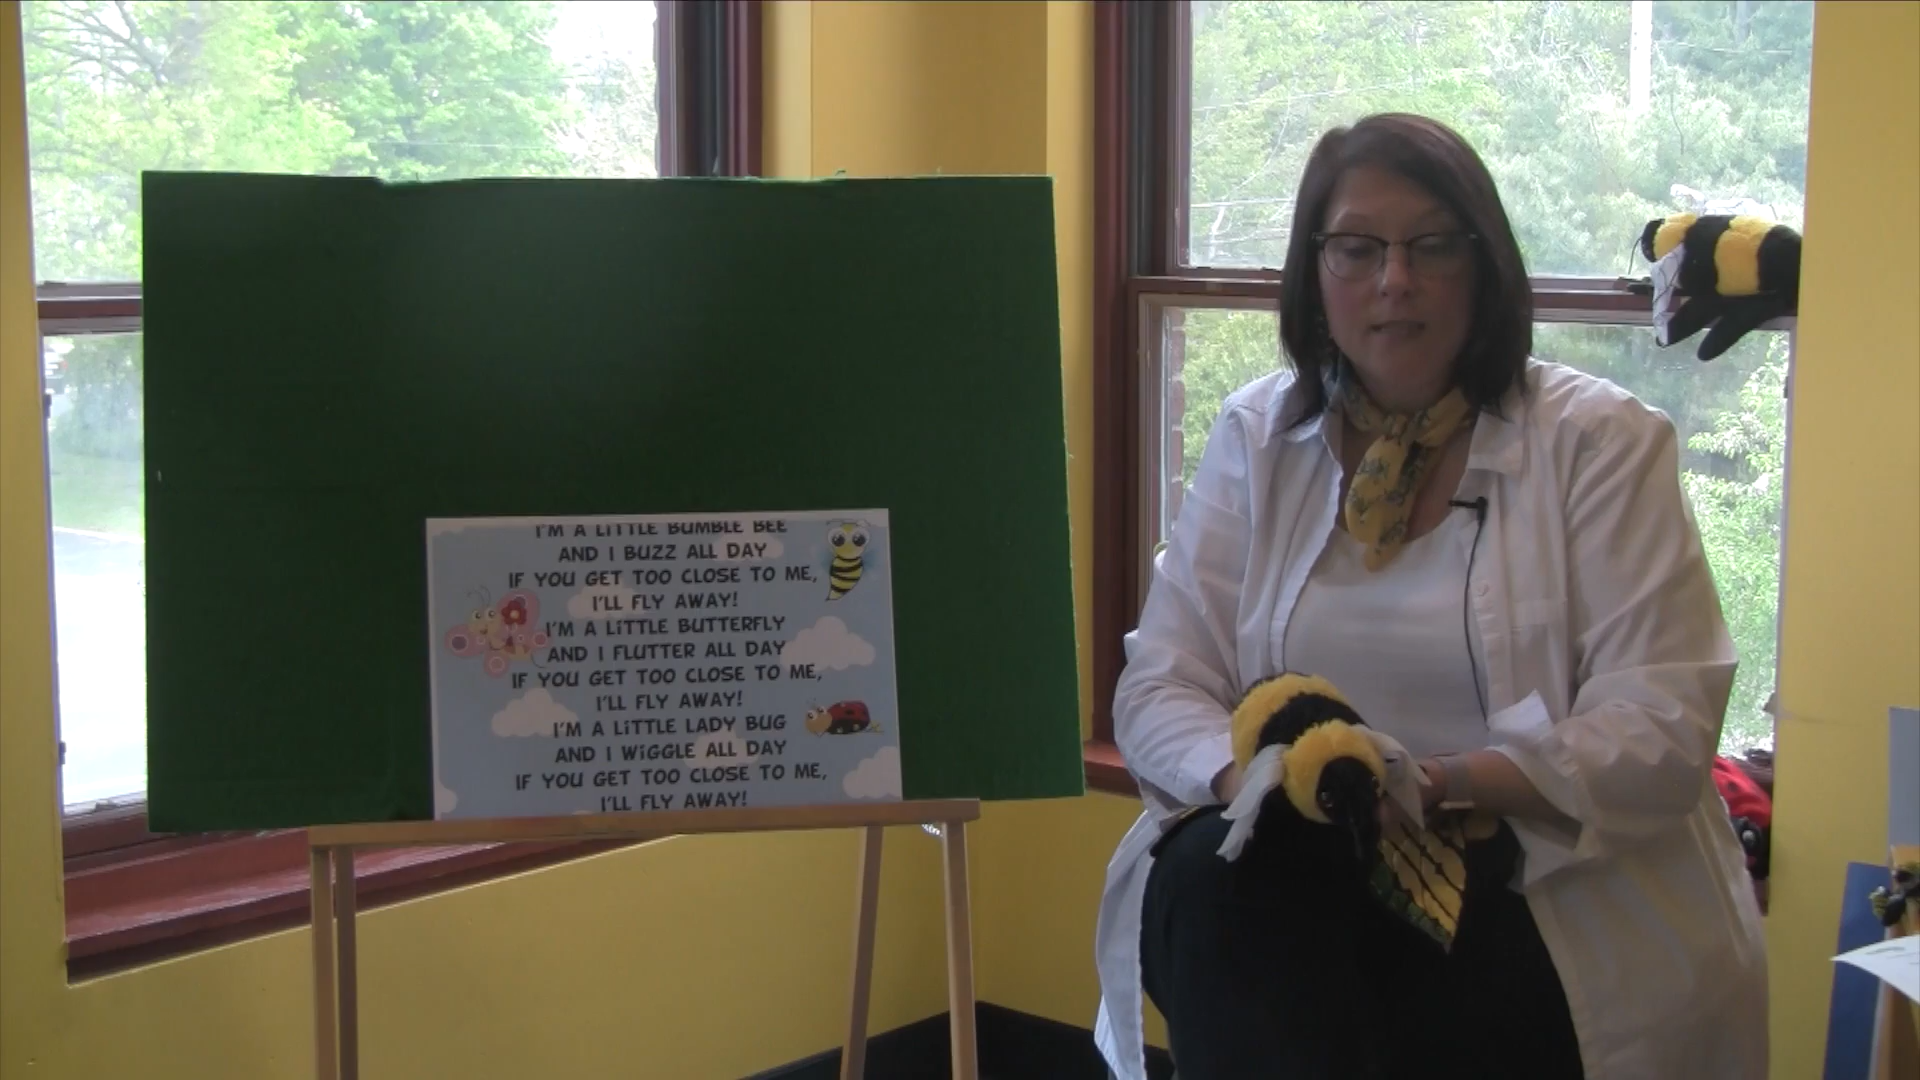 I'M A LITTLE BUMBLE BEE
AND I BUZZ ALL DAY
IF YOU GET TOO CLOSE TO ME,
I'LL FLY AWAY!
I'M A LITTLE BUTTERFLY
AND I FLUTTER ALL DAY
IF YOU GET TOO CLOSE TO ME,
I'LL FLY AWAY!
I'M A LITTLE LADY BUG
AND I WIGGLE ALL DAY
IF YOU GET TOO CLOSE TO ME,
I'LL FLY AWAY!